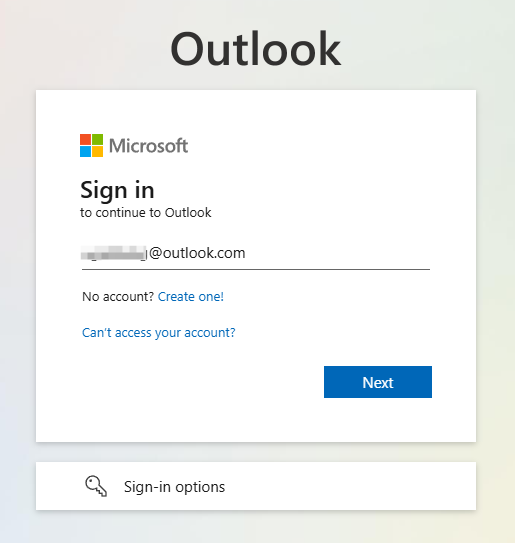 Outlook
Microsoft
Sign in
to continue to Outlook
@outlook.com
No account? Create one!
Can't access your account?
Next
Sign-in options